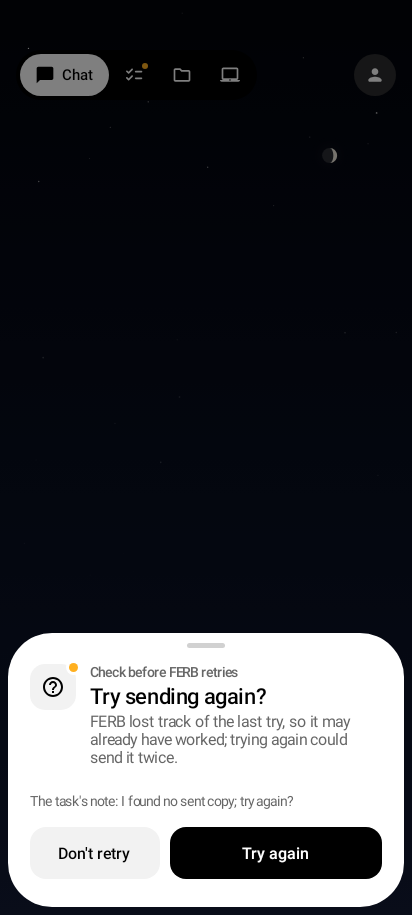 Chat
Check before FERB retries
Try sending again?
FERB lost track of the last try, so it may
already have worked; trying again could
send it twice.
The task's note: I found no sent copy; try again?
Don't retry
Try again